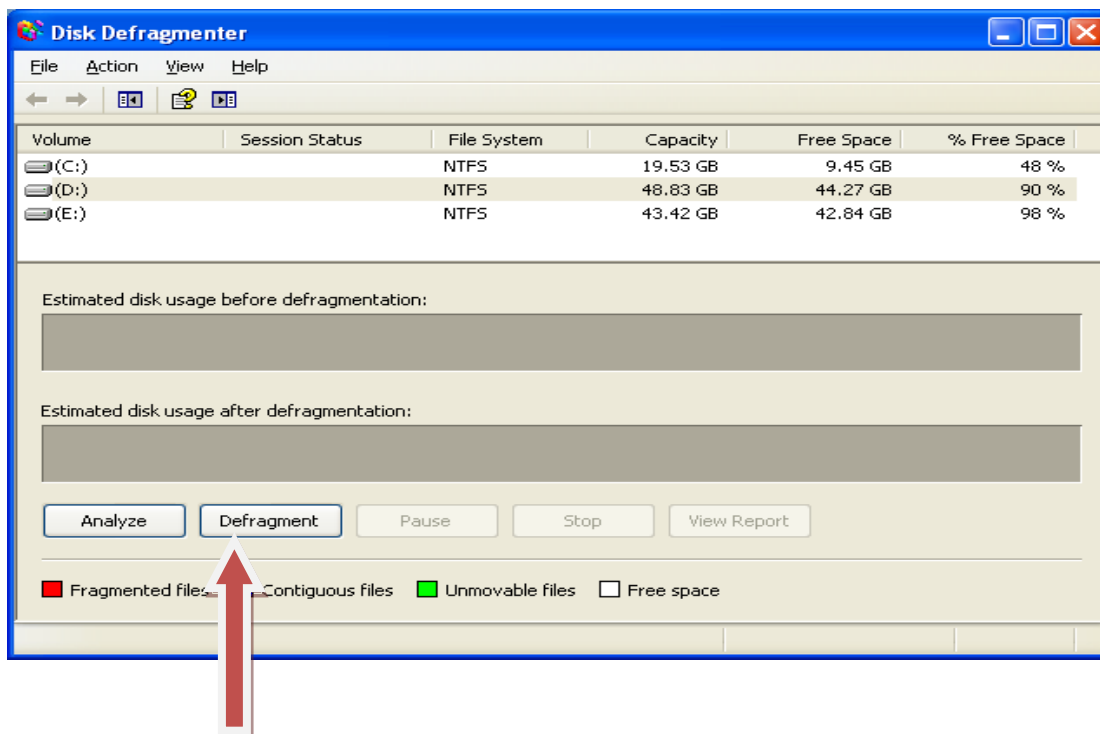 Disk Defragmenter
File Action View Help
Volume Session Status File System Capacity Free Space % Free Space
(C:) NTFS 19.53 GB 9.45 GB 48 %
(D:) NTFS 48.83 GB 44.27 GB 90 %
(E:) NTFS 43.42 GB 42.84 GB 98 %
Estimated disk usage before defragmentation:
Estimated disk usage after defragmentation:
Analyze Defragment Pause Stop View Report
Fragmented files Contiguous files Unmovable files Free space